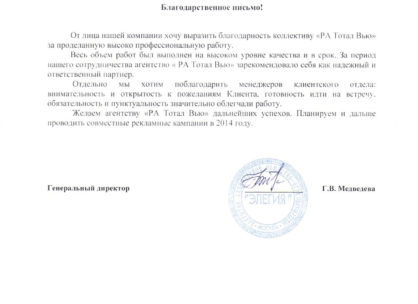 Благодарственное письмо!
От лица нашей компании хочу выразить благодарность коллективу «РА Тотал Вью»
за проделанную высоко профессиональную работу.
Весь объем работ был выполнен на высоком уровне качества и в срок. За период
нашего сотрудничества агентство « РА Тотал Вью» зарекомендовало себя как надежный и
ответственный партнер.
Отдельно мы хотим поблагодарить менеджеров клиентского отдела:
внимательность и открытость к пожеланиям Клиента, готовность идти на встречу,
обязательность и пунктуальность значительно облегчали работу.
Желаем агентству «РА Тотал Вью» дальнейших успехов. Планируем и дальше
проводить совместные рекламные кампании в 2014 году.
Генеральный директор
Г.В. Медведева
"ЭЛЕГИЯ"